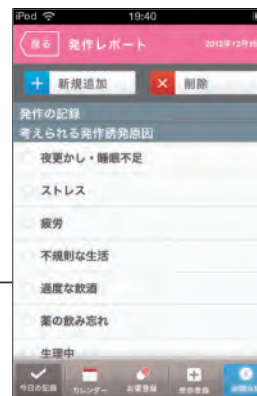 iPod 19:40
戻る 発作レポート 2012年12月
+ 新規追加 × 削除
発作の記録
考えられる発作誘発原因
夜更かし・睡眠不足
ストレス
疲労
不規則な生活
過度な飲酒
薬の飲み忘れ
生理中
今日の記録 カレンダー お薬登録 発作登録